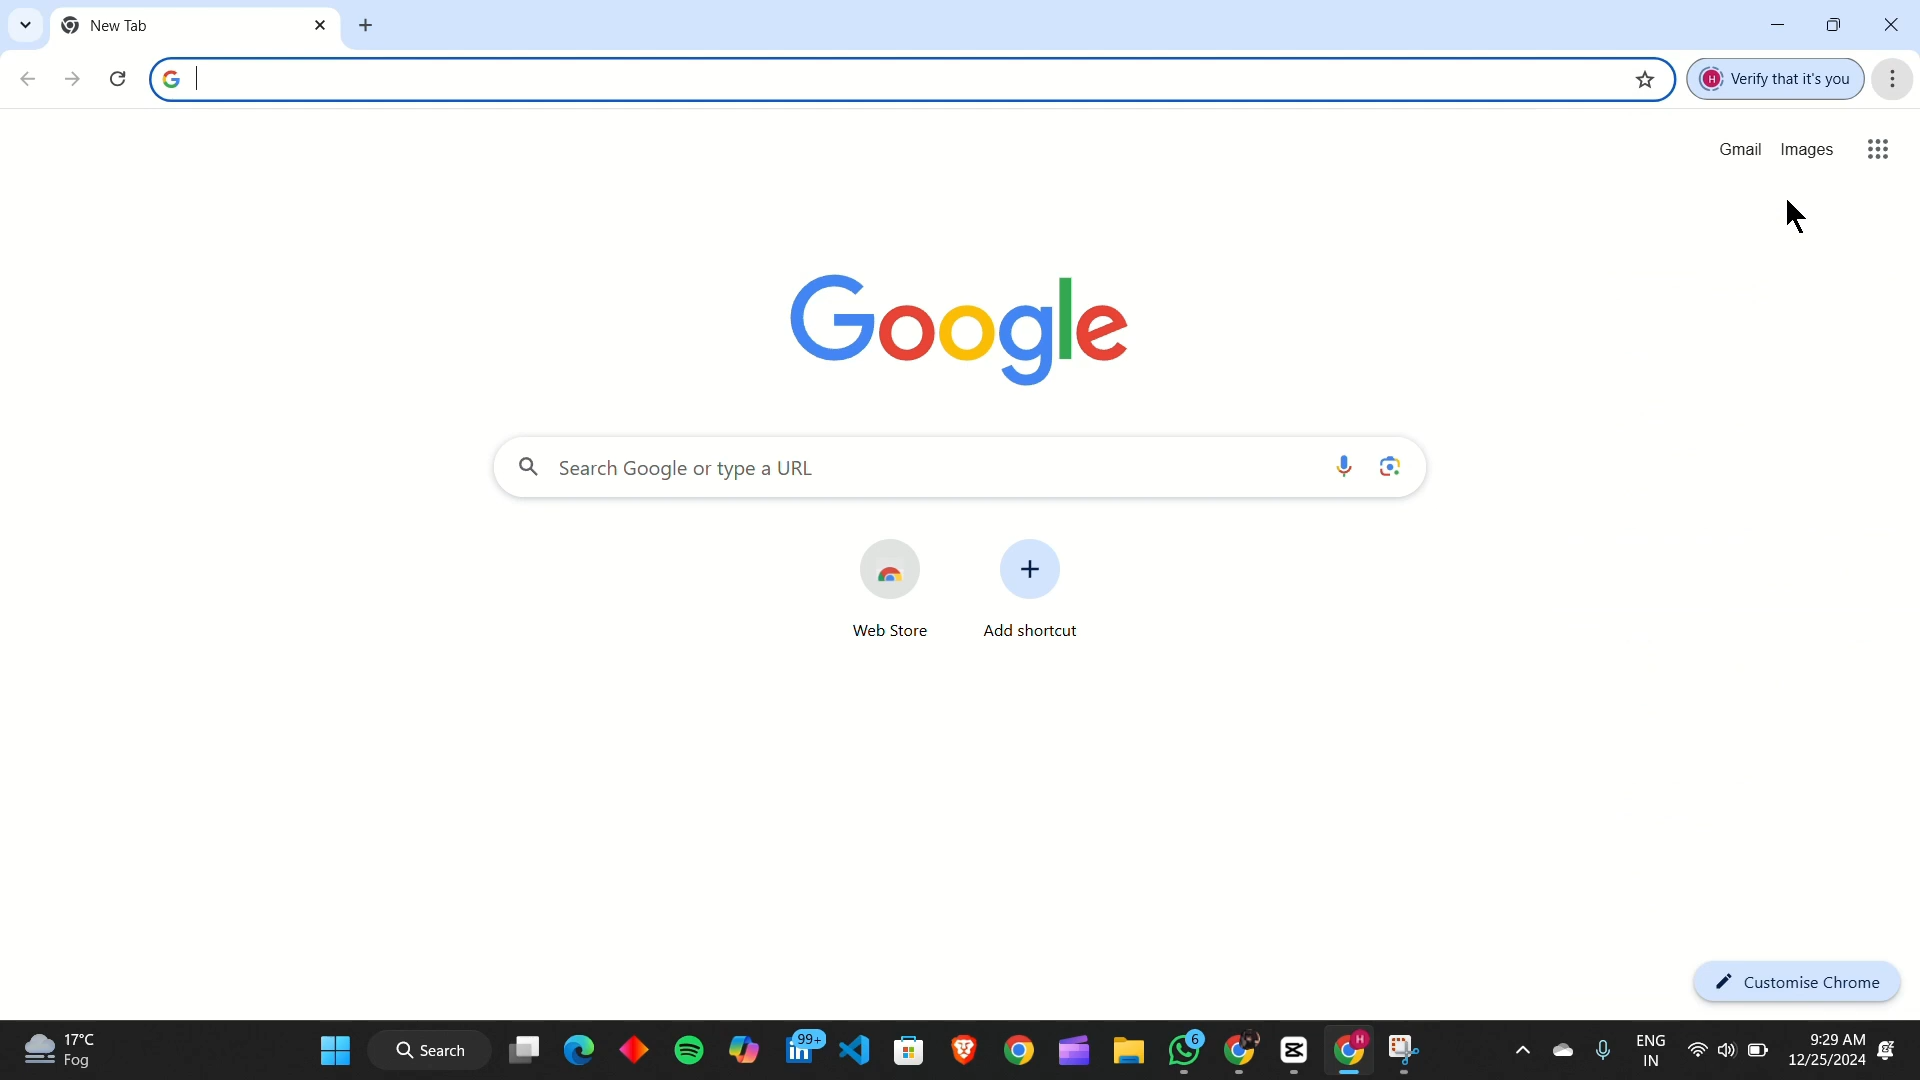 New Tab
Verify that it's you
Gmail Images
Google
Search Google or type a URL
Web Store Add shortcut
Customise Chrome
17°C
Fog
Search
99+
6
H
ENG
IN
9:29 AM
12/25/2024